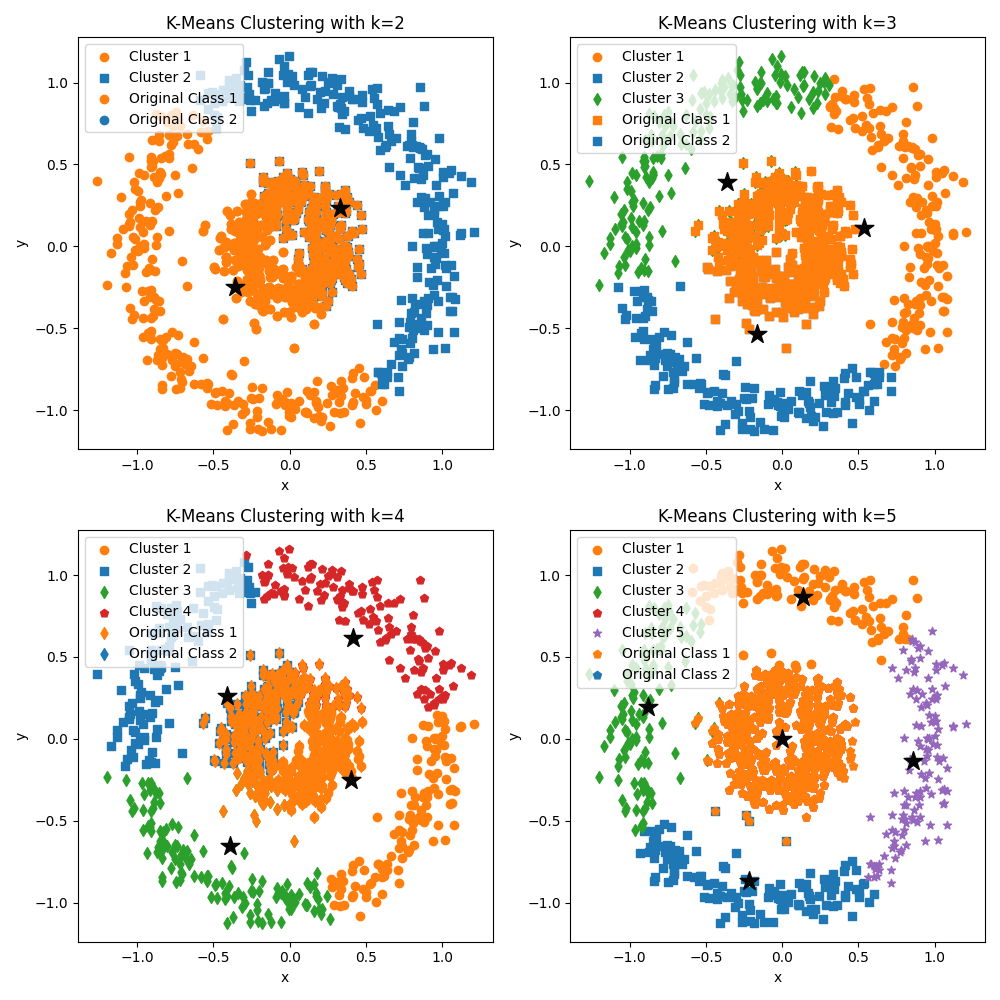 K-Means Clustering with k=2
Cluster 1
Cluster 2
Original Class 1
Original Class 2
1.0
0.5
0.0
−0.5
−1.0
y
−1.0 −0.5 0.0 0.5 1.0
x
K-Means Clustering with k=3
Cluster 1
Cluster 2
Cluster 3
Original Class 1
Original Class 2
1.0
0.5
0.0
−0.5
−1.0
y
−1.0 −0.5 0.0 0.5 1.0
x
K-Means Clustering with k=4
Cluster 1
Cluster 2
Cluster 3
Cluster 4
Original Class 1
Original Class 2
1.0
0.5
0.0
−0.5
−1.0
y
−1.0 −0.5 0.0 0.5 1.0
x
K-Means Clustering with k=5
Cluster 1
Cluster 2
Cluster 3
Cluster 4
Cluster 5
Original Class 1
Original Class 2
1.0
0.5
0.0
−0.5
−1.0
y
−1.0 −0.5 0.0 0.5 1.0
x